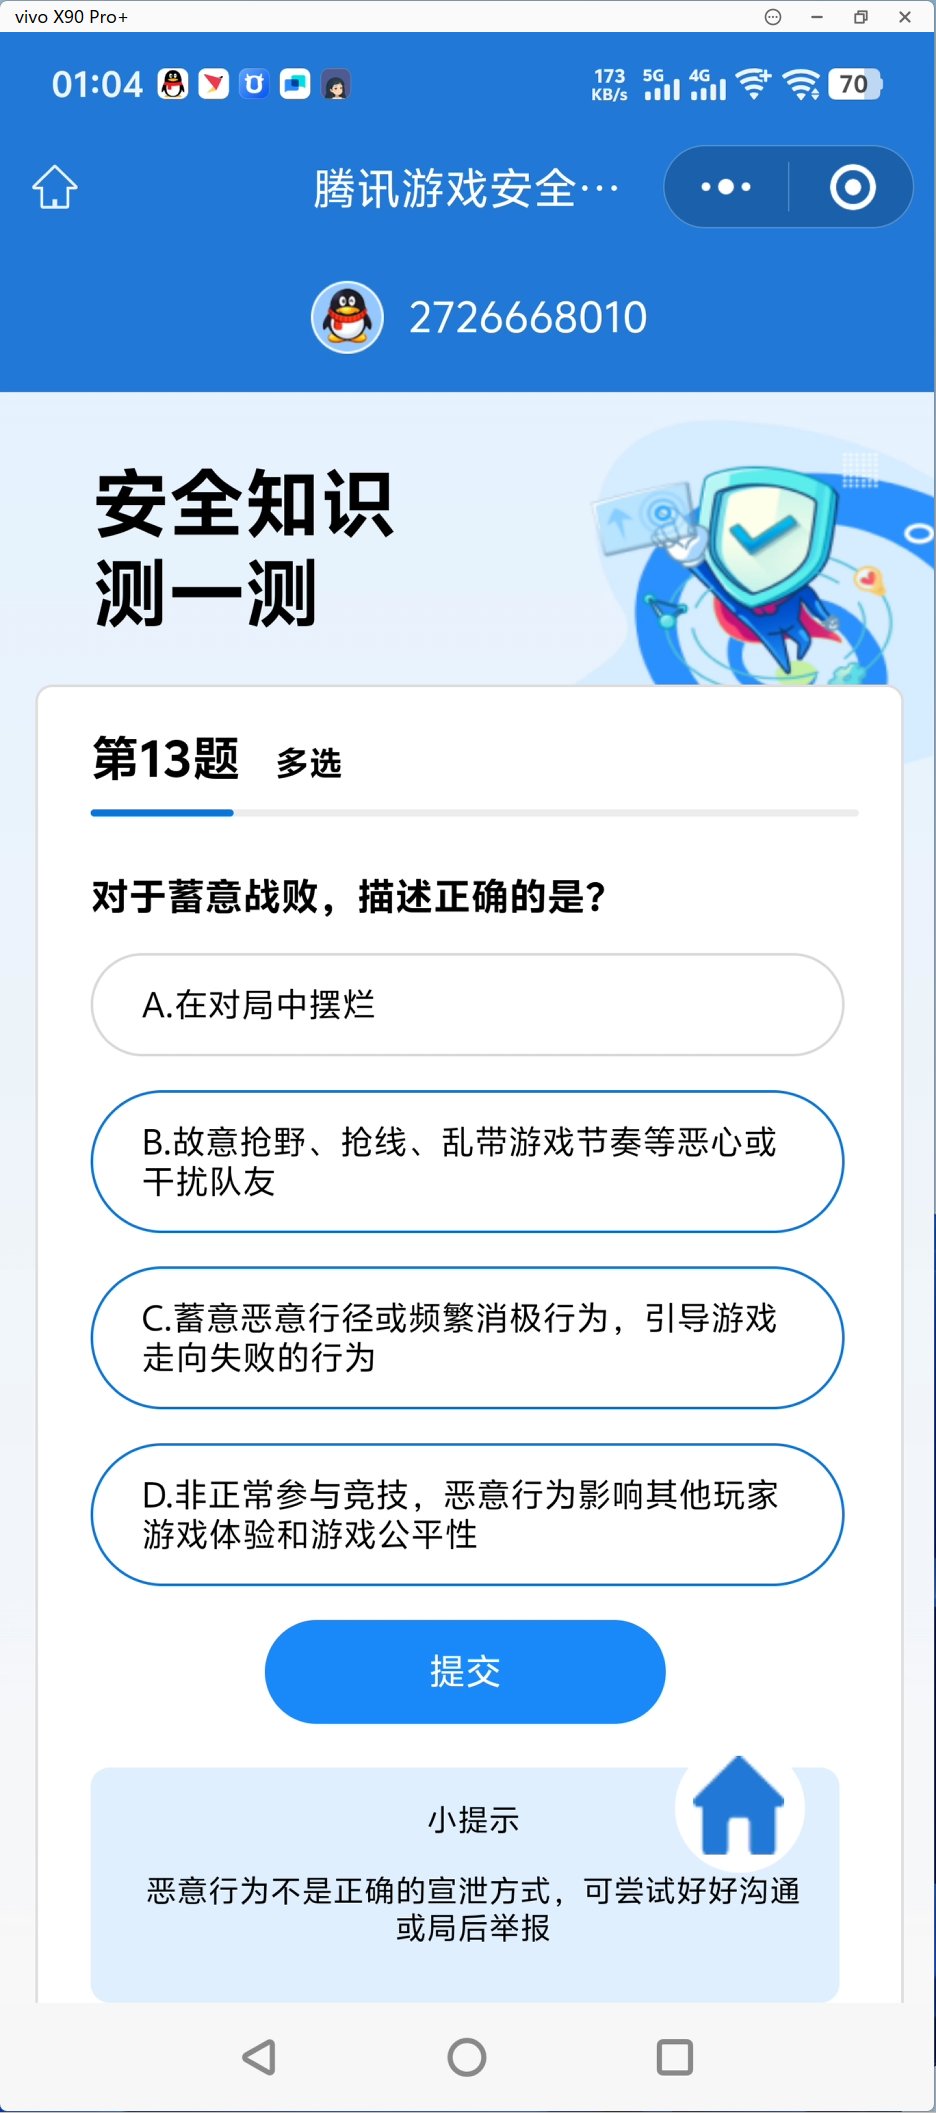 vivo X90 Pro+
01:04
173 KB/s 5G 4G 70
腾讯游戏安全···
2726668010
安全知识
测一测
第13题 多选
对于蓄意战败，描述正确的是？
A.在对局中摆烂
B.故意抢野、抢线、乱带游戏节奏等恶心或
干扰队友
C.蓄意恶意行径或频繁消极行为，引导游戏
走向失败的行为
D.非正常参与竞技，恶意行为影响其他玩家
游戏体验和游戏公平性
提交
小提示
恶意行为不是正确的宣泄方式，可尝试好好沟通
或局后举报